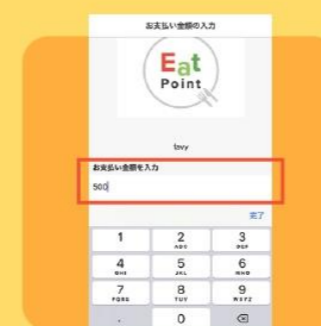 お支払い金額の入力
Eat
Point
favy
お支払い金額を入力
500
完了
1
2
ABC
3
DEF
4
GHI
5
JKL
6
MNO
7
PQRS
8
TUV
9
WXYZ
.
0